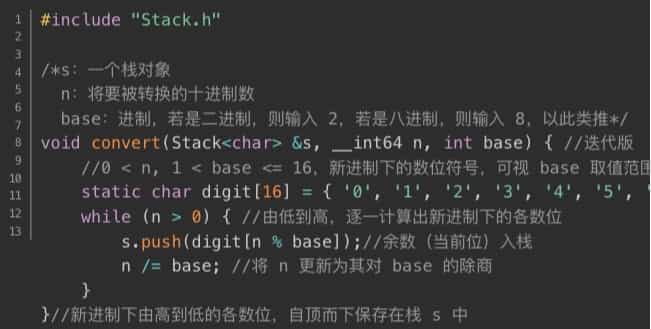 1 #include "Stack.h"
2
3
4 /*s: 一个栈对象
5 n: 将要被转换的十进制数
6 base: 进制，若是二进制，则输入 2，若是八进制，则输入 8，以此类推*/
7 void convert(Stack<char> &s, __int64 n, int base) { //迭代版
8 //0 < n, 1 < base <= 16，新进制下的数位符号，可视 base 取值范围
9 static char digit[16] = { '0', '1', '2', '3', '4', '5', '
10 while (n > 0) { //由低到高，逐一计算出新进制下的各数位
11 s.push(digit[n % base]);//余数（当前位）入栈
12 n /= base; //将 n 更新为其对 base 的除商
13 }
}//新进制下由高到低的各数位，自顶而下保存在栈 s 中